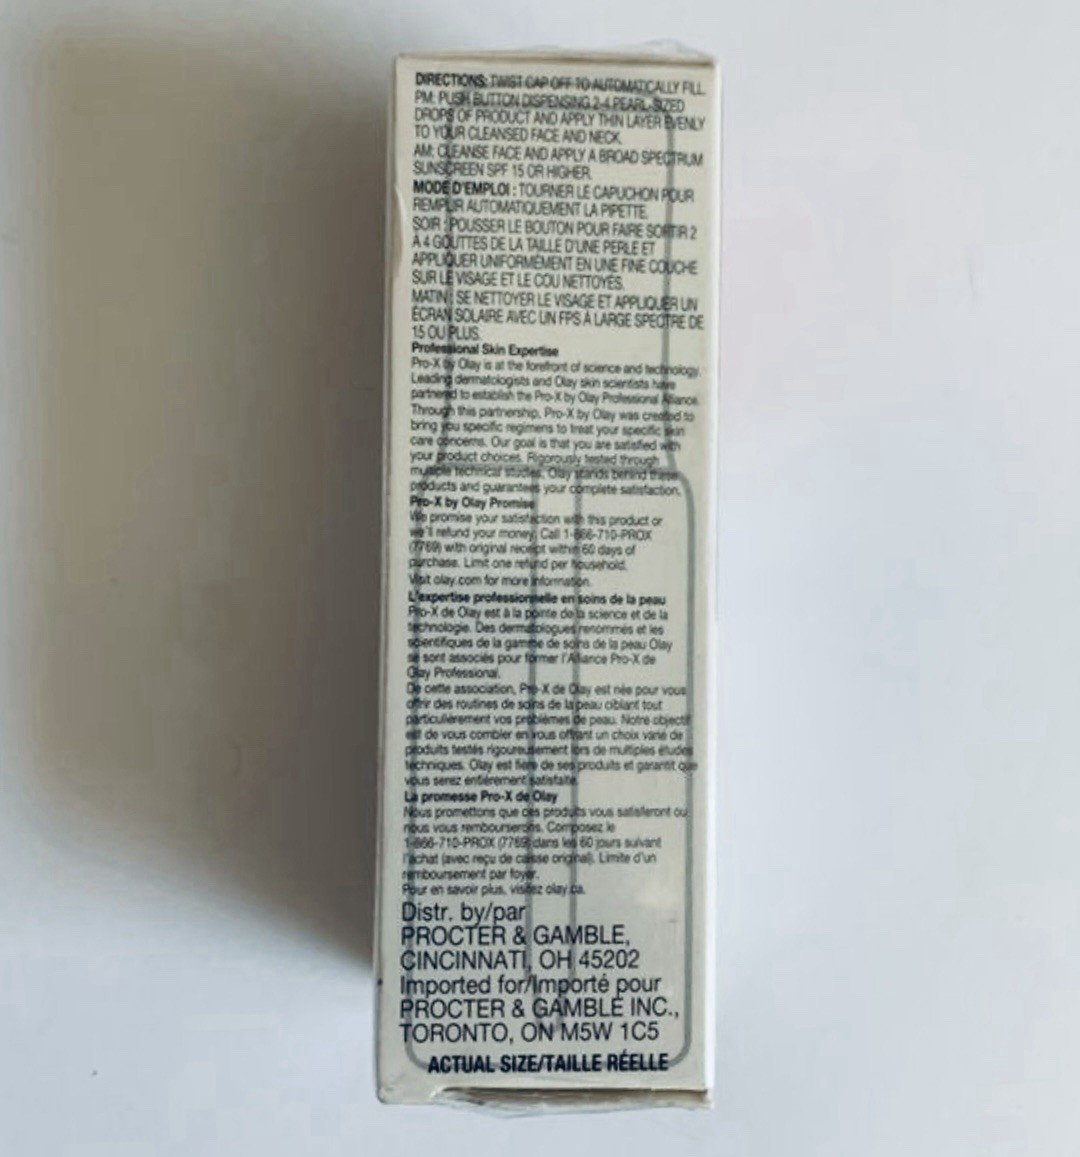 DIRECTIONS: TWIST CAP OFF TO AUTOMATICALLY FILL.
PM: PUSH BUTTON DISPENSING 2-4 PEARL-SIZED
DROPS OF PRODUCT AND APPLY THIN LAYER EVENLY
TO YOUR CLEANSED FACE AND NECK.
AM: CLEANSE FACE AND APPLY A BROAD SPECTRUM
SUNSCREEN SPF 15 OR HIGHER.
MODE D'EMPLOI : TOURNER LE CAPUCHON POUR
REMPLIR AUTOMATIQUEMENT LA PIPETTE.
SOIR : POUSSER LE BOUTON POUR FAIRE SORTIR 2
À 4 GOUTTES DE LA TAILLE D'UNE PERLE ET
APPLIQUER UNIFORMÉMENT EN UNE FINE COUCHE
SUR LE VISAGE ET LE COU NETTOYÉS.
MATIN : SE NETTOYER LE VISAGE ET APPLIQUER UN
ÉCRAN SOLAIRE AVEC UN FPS À LARGE SPECTRE DE
15 OU PLUS.
Professional Skin Expertise
Pro-X by Olay is at the forefront of science and technology.
Leading dermatologists and Olay skin scientists have
partnered to establish the Pro-X by Olay Professional Alliance.
Through this partnership, Pro-X by Olay was created to
bring you specific regimens to treat your specific skin
care concerns. Our goal is that you are satisfied with
your product choices. Rigorously tested through
multiple technical studies, Olay stands behind these
products and guarantees your complete satisfaction.
Pro-X by Olay Promise
We promise your satisfaction with this product or
we'll refund your money. Call 1-866-710-PROX
(7769) with original receipt within 60 days of
purchase. Limit one refund per household.
Visit olay.com for more information.
L'expertise professionnelle en soins de la peau
Pro-X de Olay est à la pointe de la science et de la
technologie. Des dermatologues renommés et les
scientifiques de la gamme de soins de la peau Olay
se sont associés pour former l'Alliance Pro-X de
Olay Professional.
De cette association, Pro-X de Olay est née pour vous
offrir des routines de soins de la peau ciblant tout
particulièrement vos problèmes de peau. Notre objectif
est de vous combler en vous offrant un choix varié de
produits testés rigoureusement lors de multiples études
techniques. Olay est fière de ses produits et garantit que
vous serez entièrement satisfaite.
La promesse Pro-X de Olay
Nous promettons que ces produits vous satisferont ou
nous vous rembourserons. Composez le
1-866-710-PROX (7769) dans les 60 jours suivant
l'achat (avec reçu de caisse original). Limite d'un
remboursement par foyer.
Pour en savoir plus, visitez olay.ca.
Distr. by/par
PROCTER & GAMBLE,
CINCINNATI, OH 45202
Imported for/Importé pour
PROCTER & GAMBLE INC.,
TORONTO, ON M5W 1C5
ACTUAL SIZE/TAILLE RÉELLE